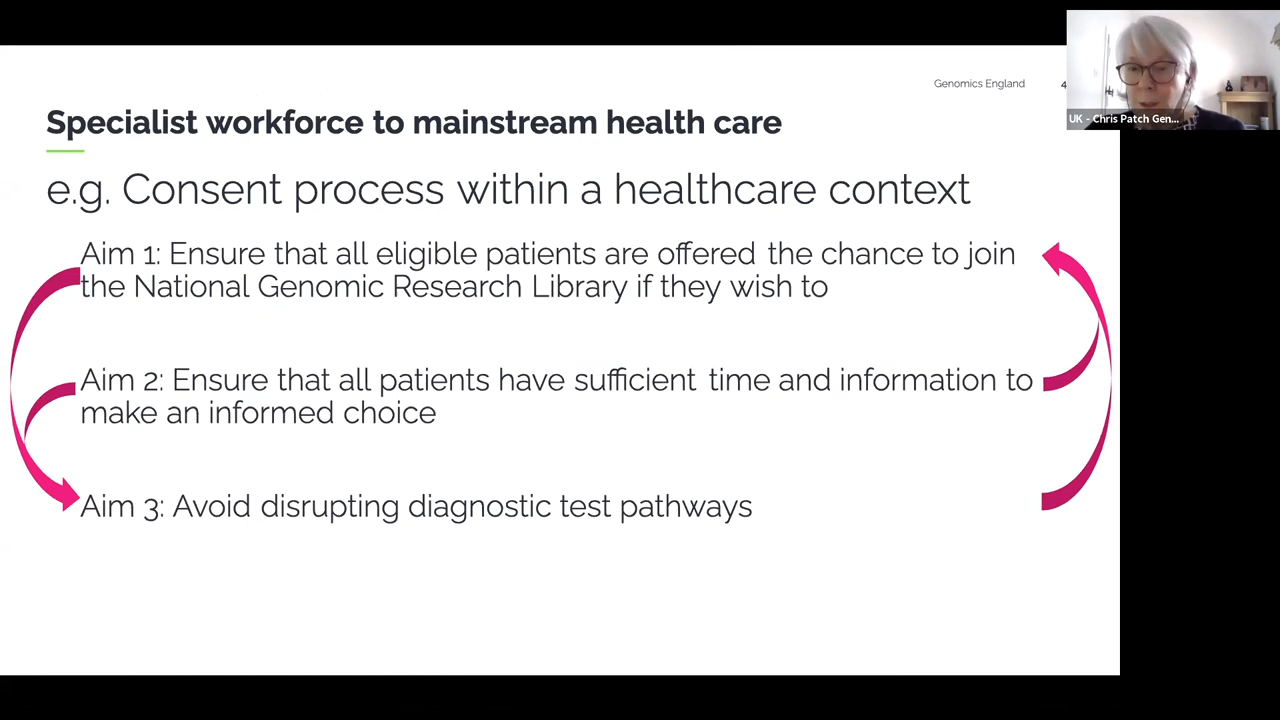 Genomics England 4
UK - Chris Patch Gen...
Specialist workforce to mainstream health care
e.g. Consent process within a healthcare context
Aim 1: Ensure that all eligible patients are offered the chance to join
the National Genomic Research Library if they wish to
Aim 2: Ensure that all patients have sufficient time and information to
make an informed choice
Aim 3: Avoid disrupting diagnostic test pathways